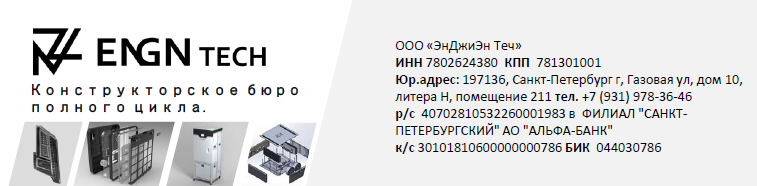 ENGN TECH
Конструкторское бюро
полного цикла.
ООО «ЭнДжиЭн Теч»
ИНН 7802624380 КПП 781301001
Юр.адрес: 197136, Санкт-Петербург г, Газовая ул, дом 10,
литера Н, помещение 211 тел. +7 (931) 978-36-46
р/с 40702810532260001983 в ФИЛИАЛ "САНКТ-
ПЕТЕРБУРГСКИЙ" АО "АЛЬФА-БАНК"
к/с 30101810600000000786 БИК 044030786